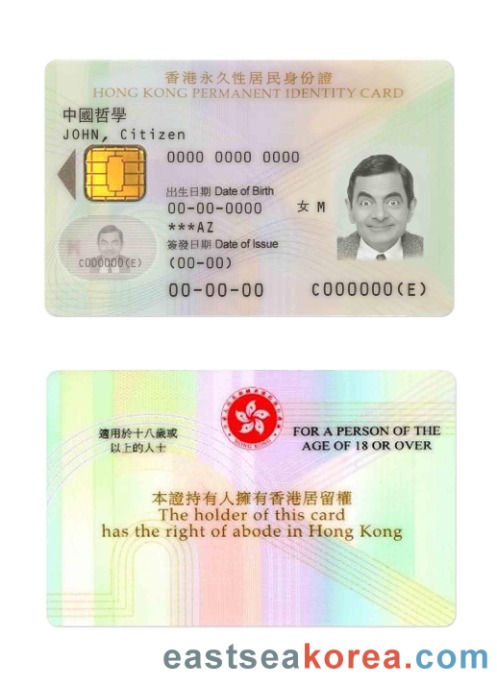 香港永久性居民身份證
HONG KONG PERMANENT IDENTITY CARD
中國哲學
JOHN, Citizen
0000 0000 0000
出生日期 Date of Birth
00-00-0000 女 M
***AZ
簽發日期 Date of Issue
(00-00)
C000000(E)
00-00-00 C000000(E)
適用於十八歲或
以上的人士
HONG KONG
FOR A PERSON OF THE
AGE OF 18 OR OVER
本證持有人擁有香港居留權
The holder of this card
has the right of abode in Hong Kong
eastseakorea.com